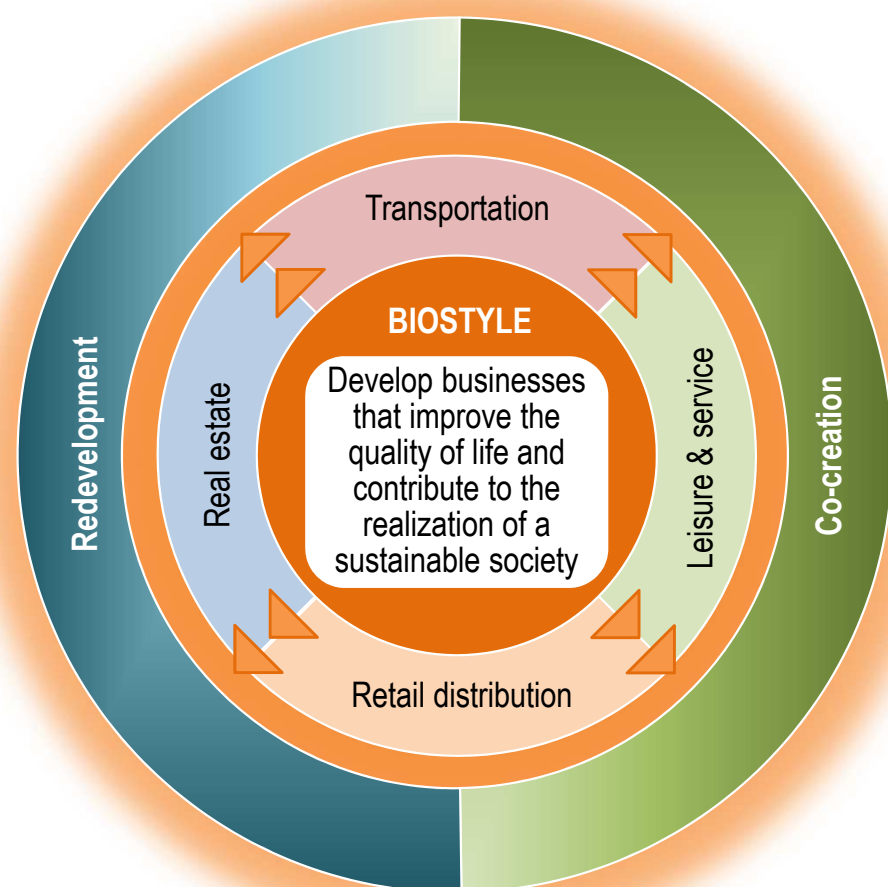 Transportation
BIOSTYLE
Develop businesses
that improve the
quality of life and
contribute to the
realization of a
sustainable society
Redevelopment
Real estate
Leisure & service
Co-creation
Retail distribution